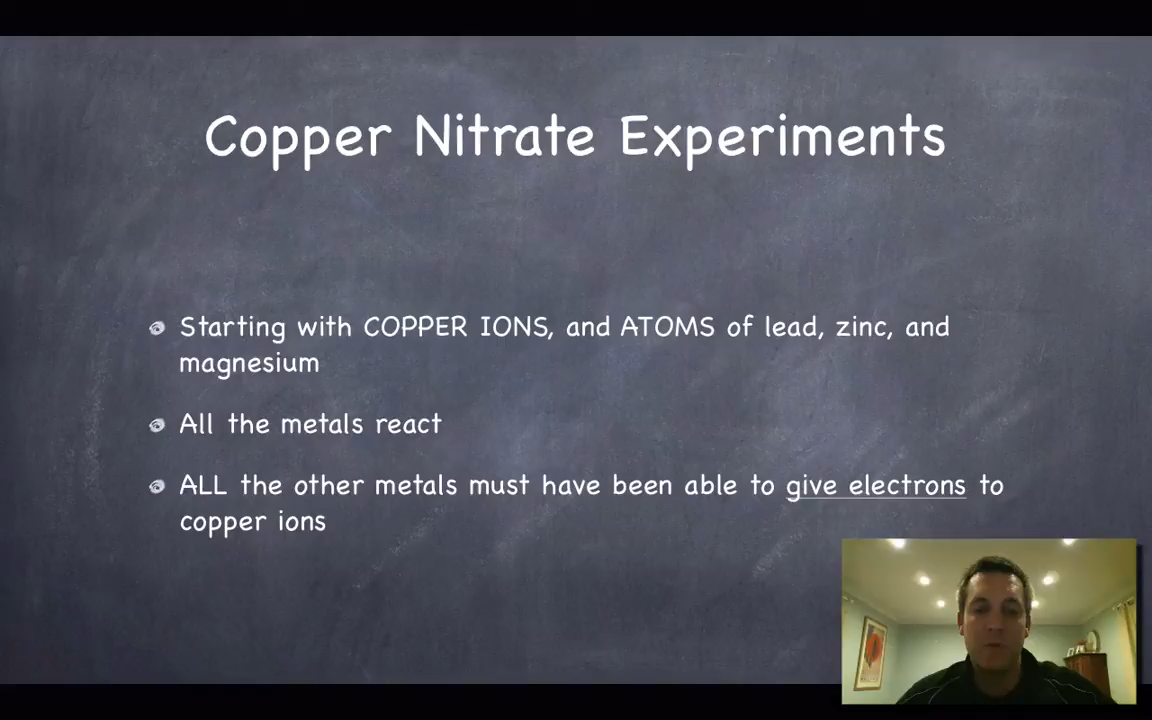 Copper Nitrate Experiments
Starting with COPPER IONS, and ATOMS of lead, zinc, and
magnesium
All the metals react
ALL the other metals must have been able to give electrons to
copper ions